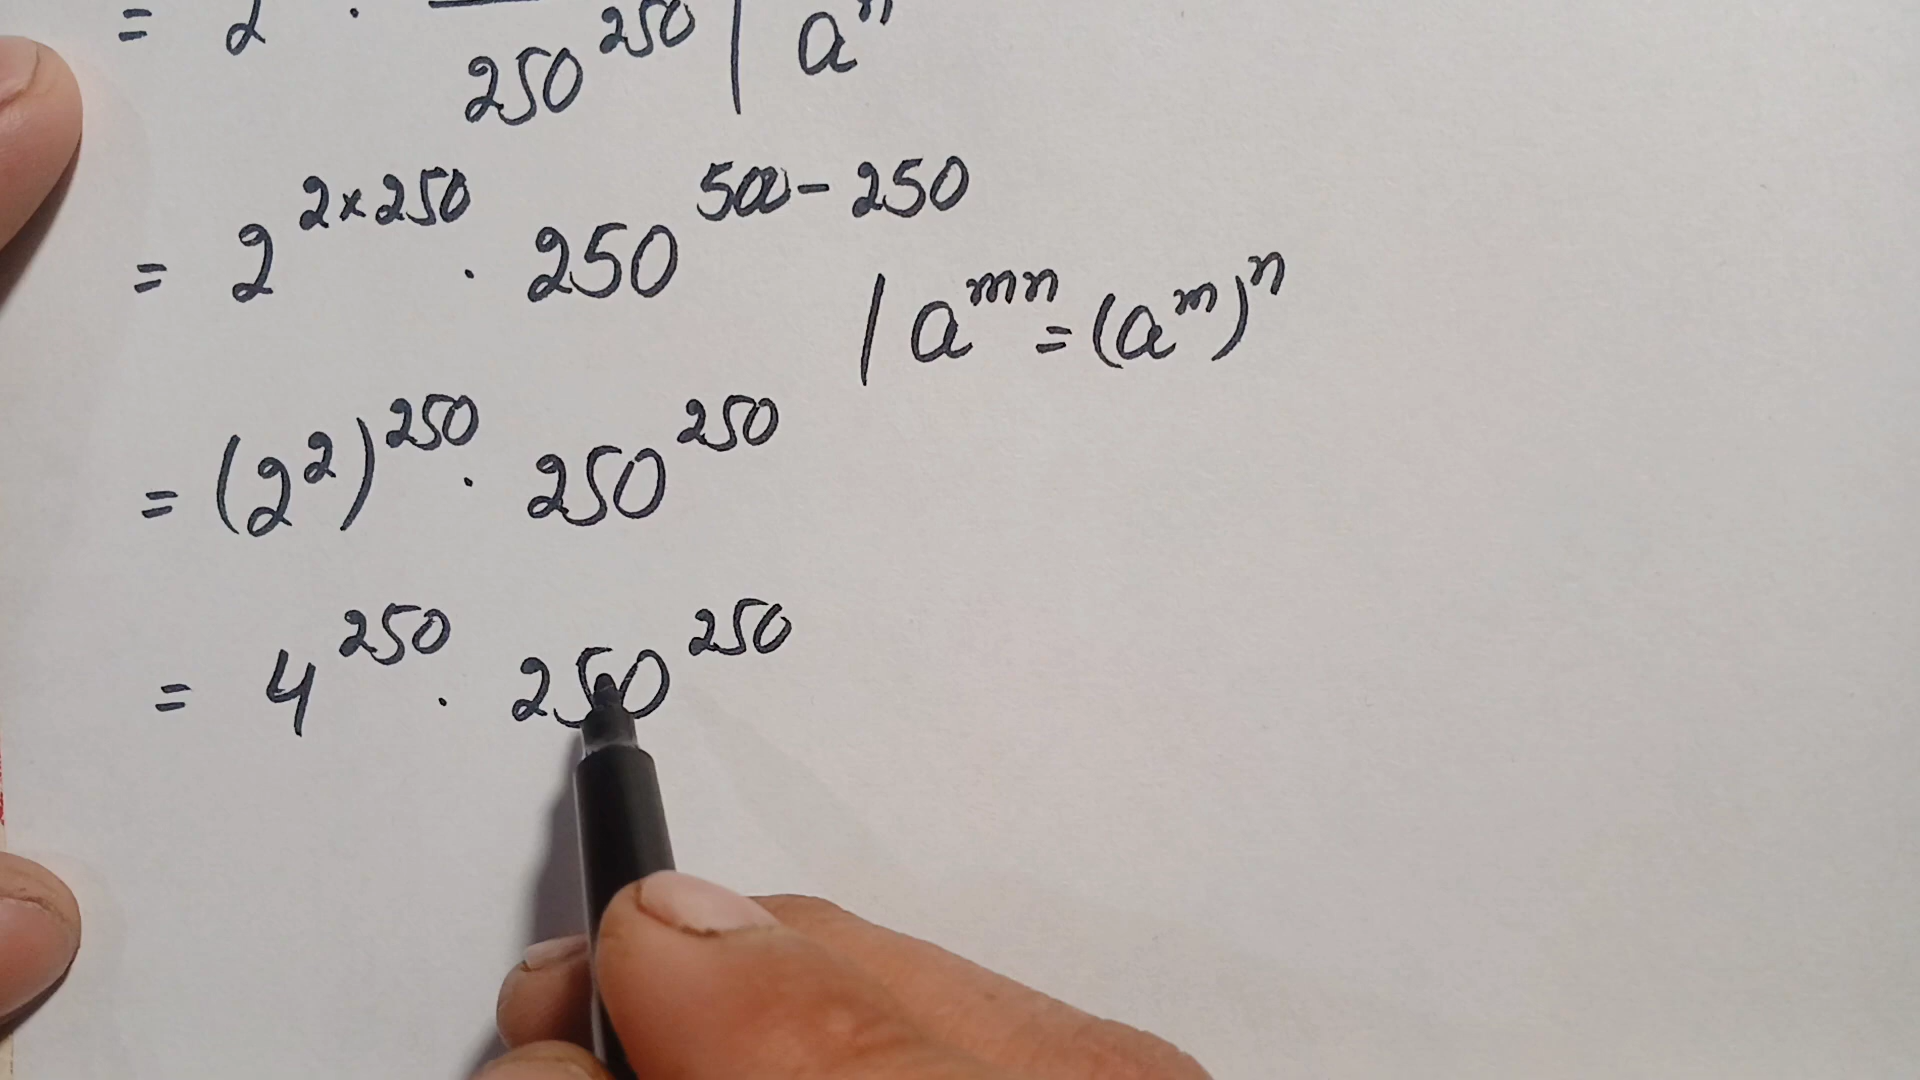 = 2 · 250^250 | a^n
= 2^2×250 · 250^500-250
| a^mn = (a^m)^n
= (2^2)^250 · 250^250
= 4^250 · 250^250